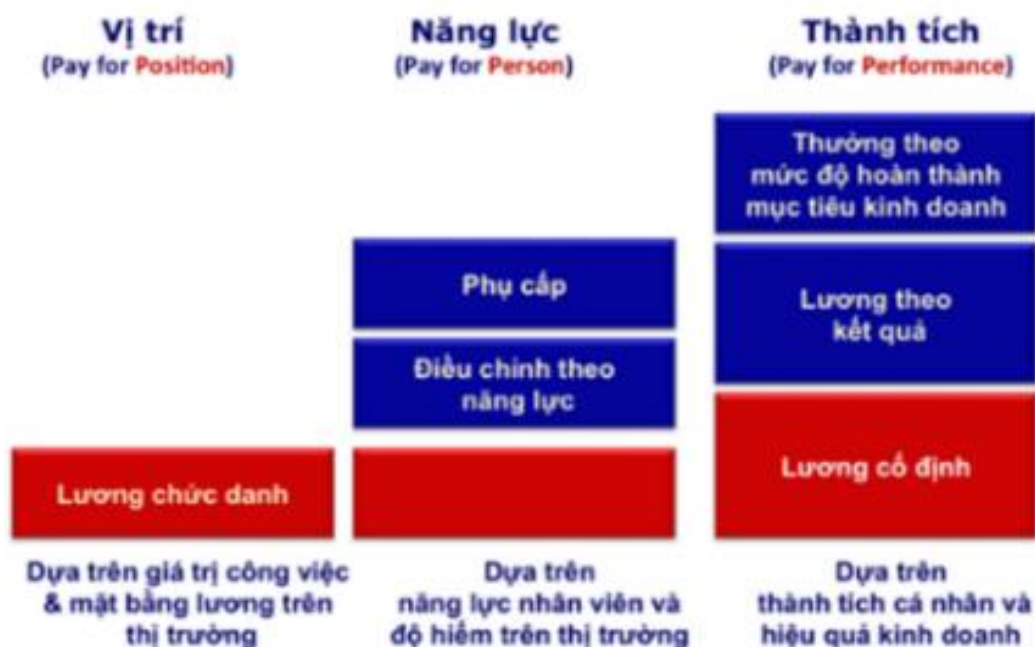 Vị trí
(Pay for Position)
Năng lực
(Pay for Person)
Thành tích
(Pay for Performance)
Thưởng theo
mức độ hoàn thành
mục tiêu kinh doanh
Phụ cấp
Lương theo
kết quả
Điều chỉnh theo
năng lực
Lương chức danh
Lương cố định
Dựa trên giá trị công việc
& mặt bằng lương trên
thị trường
Dựa trên
năng lực nhân viên và
độ hiếm trên thị trường
Dựa trên
thành tích cá nhân và
hiệu quả kinh doanh